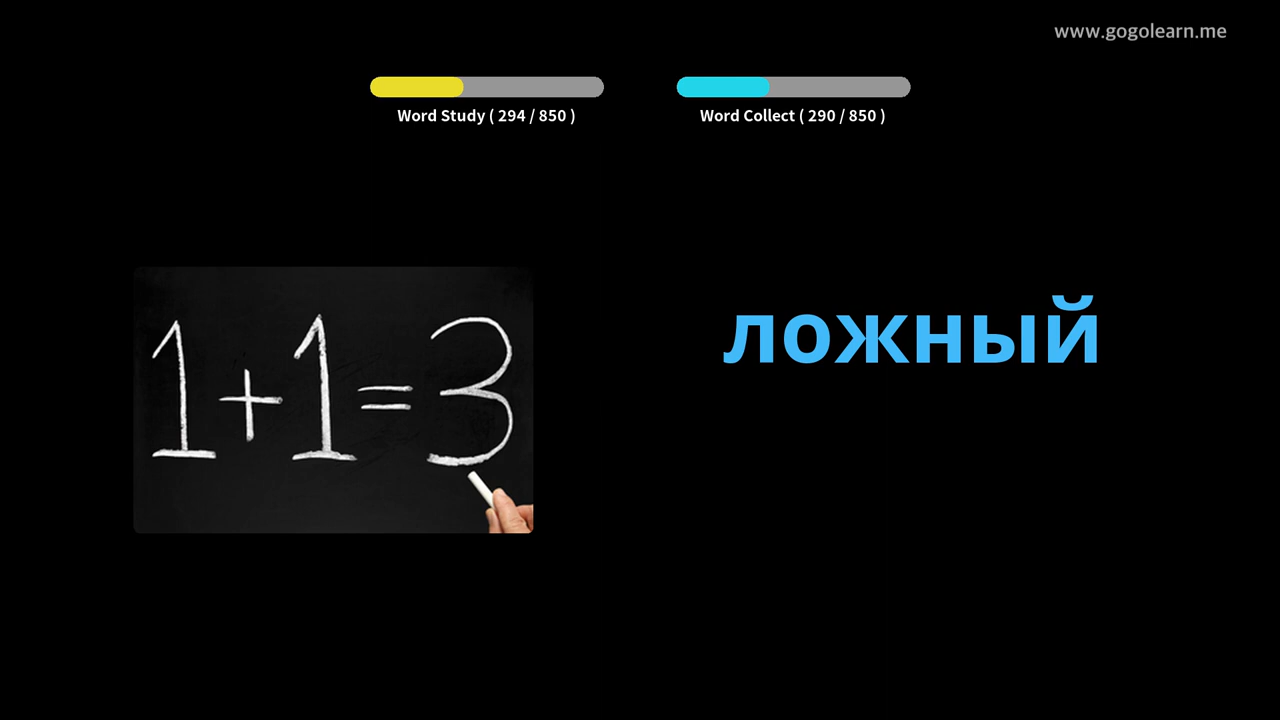 www.gogolearn.me
Word Study ( 294 / 850 )
Word Collect ( 290 / 850 )
1+1=3
ложный